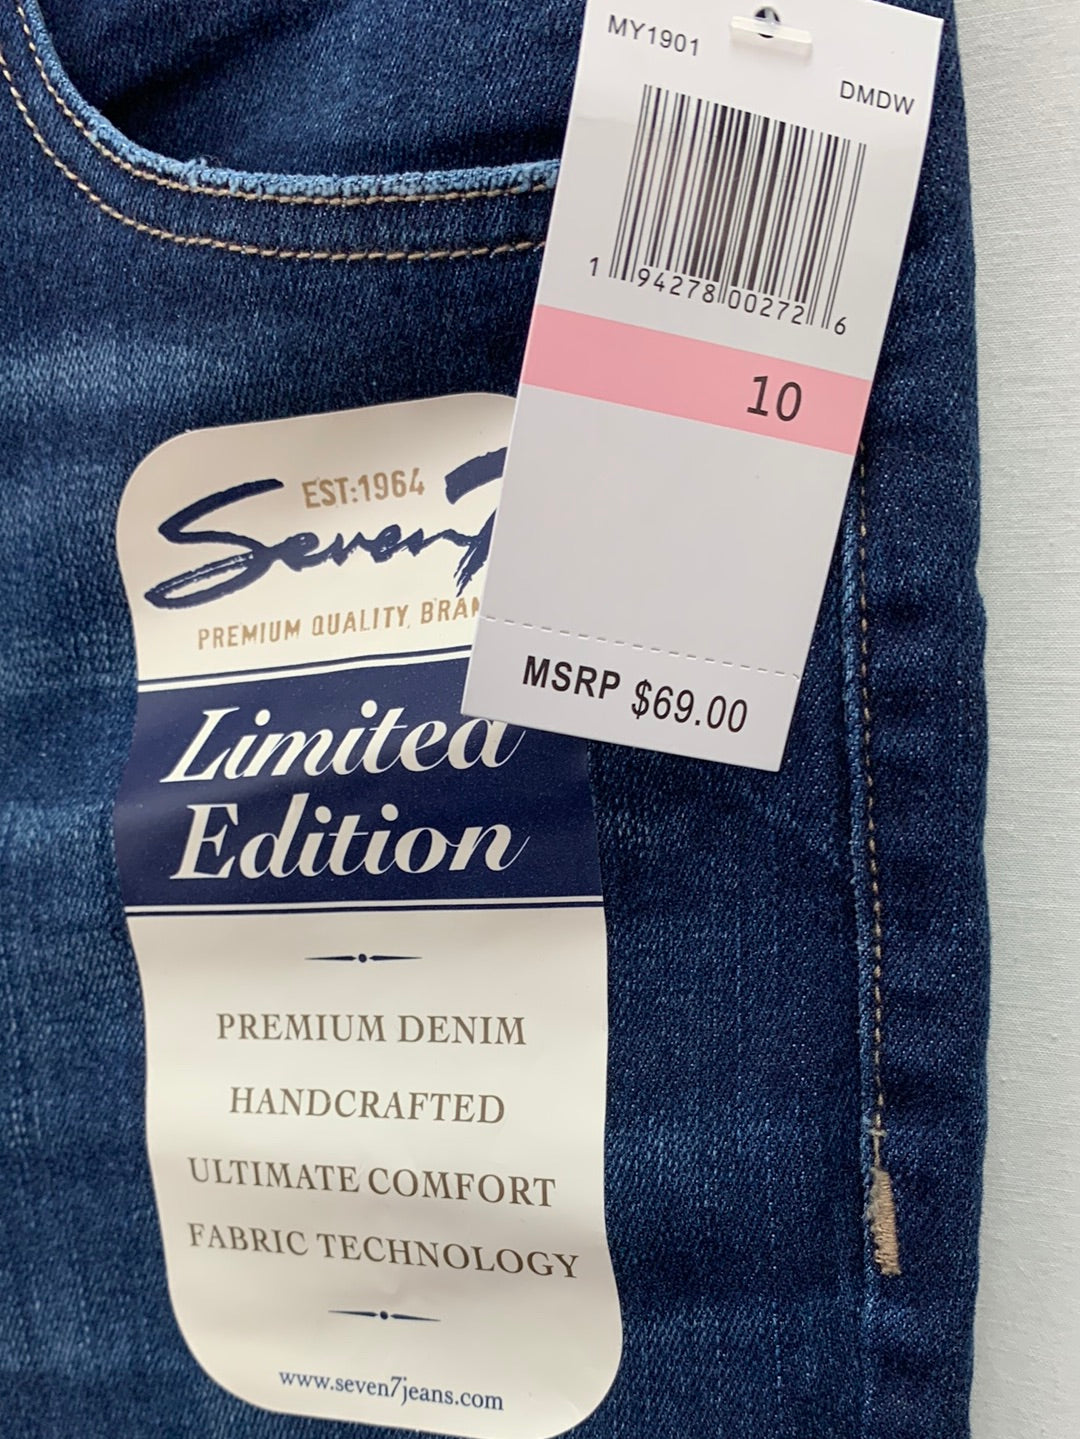 MY1901
DMDW
1 94278 00272 6
10
MSRP $69.00
EST:1964
Seven7
PREMIUM QUALITY, BRAN
Limited
Edition
PREMIUM DENIM
HANDCRAFTED
ULTIMATE COMFORT
FABRIC TECHNOLOGY
www.seven7jeans.com